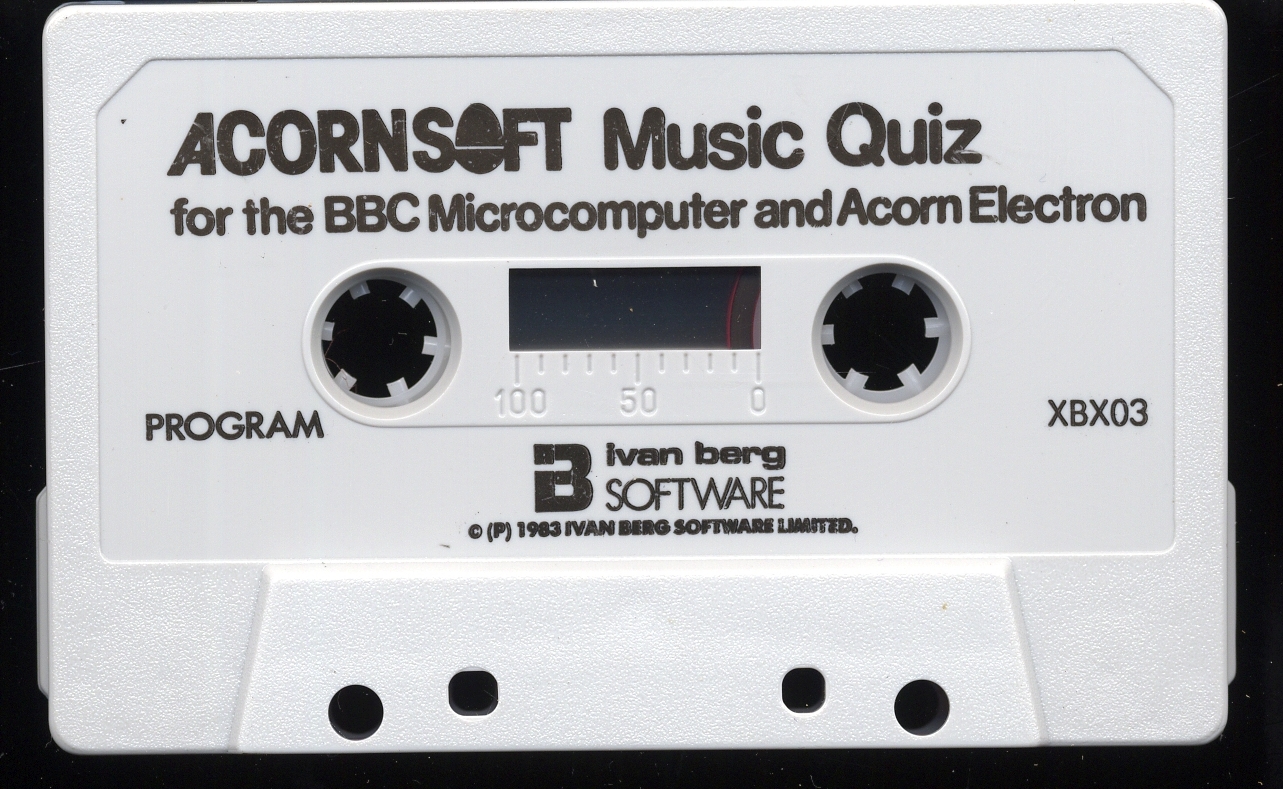 ACORNSOFT Music Quiz
for the BBC Microcomputer and Acorn Electron
100 50 0
PROGRAM
XBX03
B ivan berg
SOFTWARE
© (P) 1983 IVAN BERG SOFTWARE LIMITED.